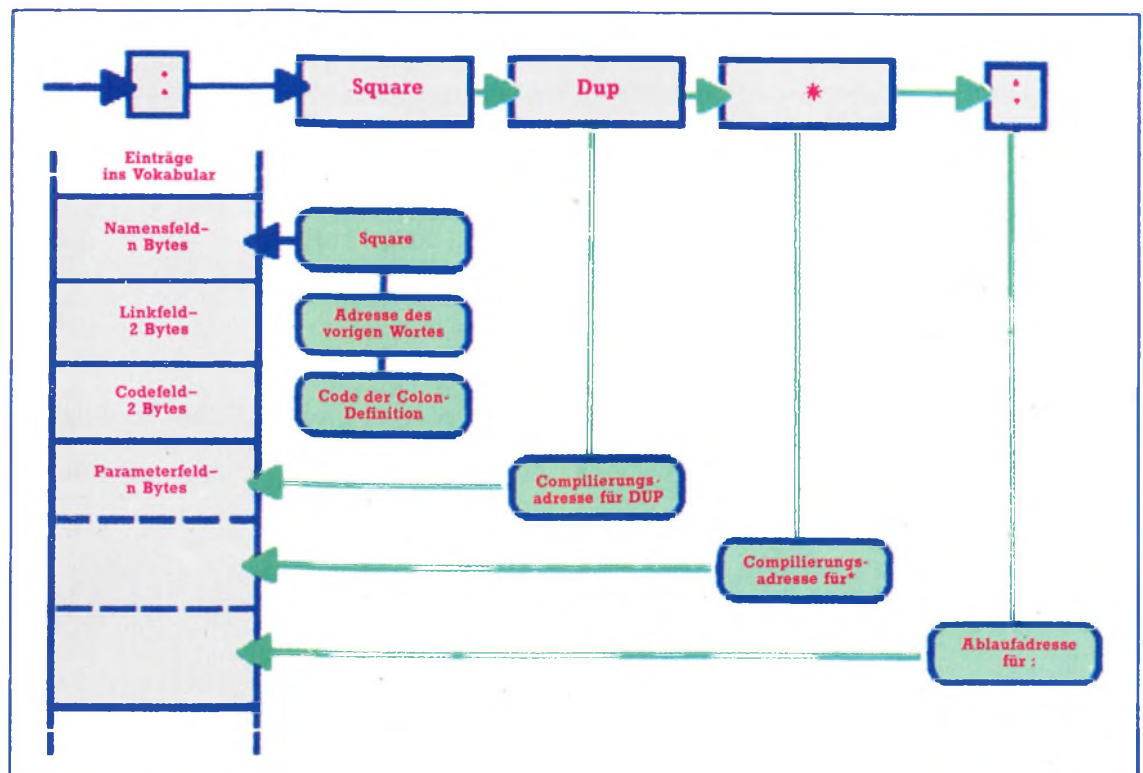 :
Square
Dup
*
:
Einträge
ins Vokabular
Namensfeld–
n Bytes
Square
Linkfeld–
2 Bytes
Adresse des
vorigen Wortes
Codefeld–
2 Bytes
Code der Colon-
Definition
Parameterfeld–
n Bytes
Compilierungs-
adresse für DUP
Compilierungs-
adresse für*
Ablaufadresse
für :